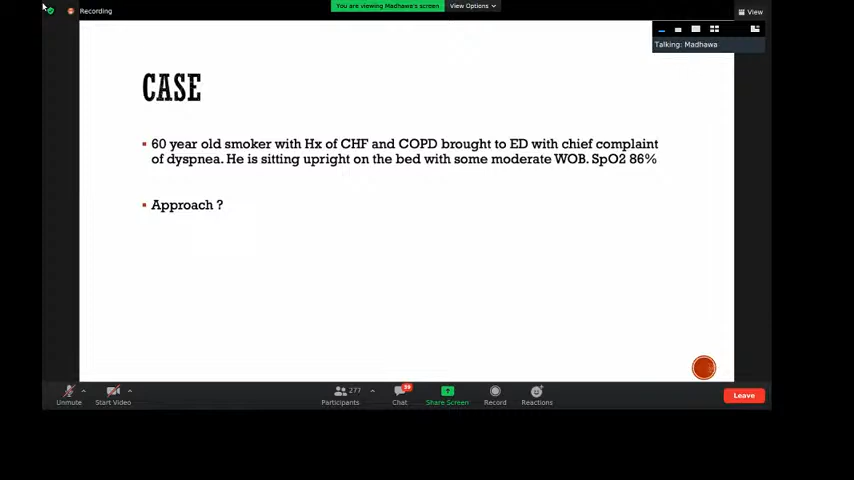 Recording
You are viewing Madhawa's screen
View Options
View
Talking: Madhawa
CASE
60 year old smoker with Hx of CHF and COPD brought to ED with chief complaint
of dyspnea. He is sitting upright on the bed with some moderate WOB. SpO2 86%
Approach ?
Unmute
Start Video
277
Participants
39
Chat
Share Screen
Record
Reactions
Leave